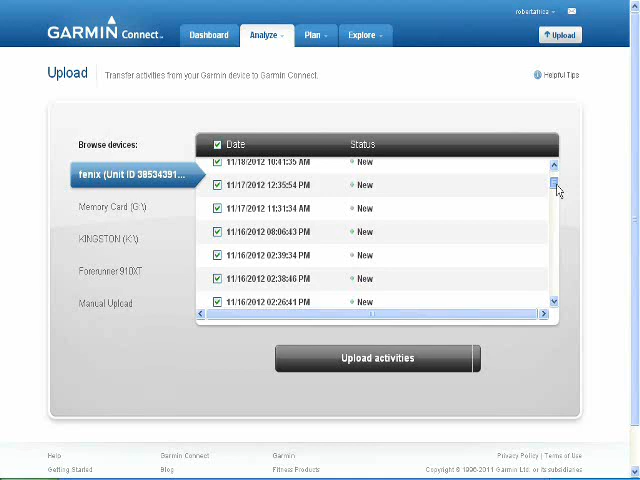 robertafrica
GARMIN Connect
Dashboard Analyze Plan Explore
Upload
Upload Transfer activities from your Garmin device to Garmin Connect.
Helpful Tips
Browse devices:
Date Status
fenix (Unit ID 38534391...
11/18/2012 10:41:35 AM New
11/17/2012 12:35:54 PM New
Memory Card (G:\)
11/17/2012 11:31:34 AM New
11/16/2012 08:06:43 PM New
KINGSTON (K:\)
11/16/2012 02:39:34 PM New
Forerunner 910XT
11/16/2012 02:38:46 PM New
Manual Upload
11/16/2012 02:26:41 PM New
Upload activities
Help Garmin Connect Garmin Privacy Policy | Terms of Use
Getting Started Blog Fitness Products Copyright © 1996-2011 Garmin Ltd. or its subsidiaries